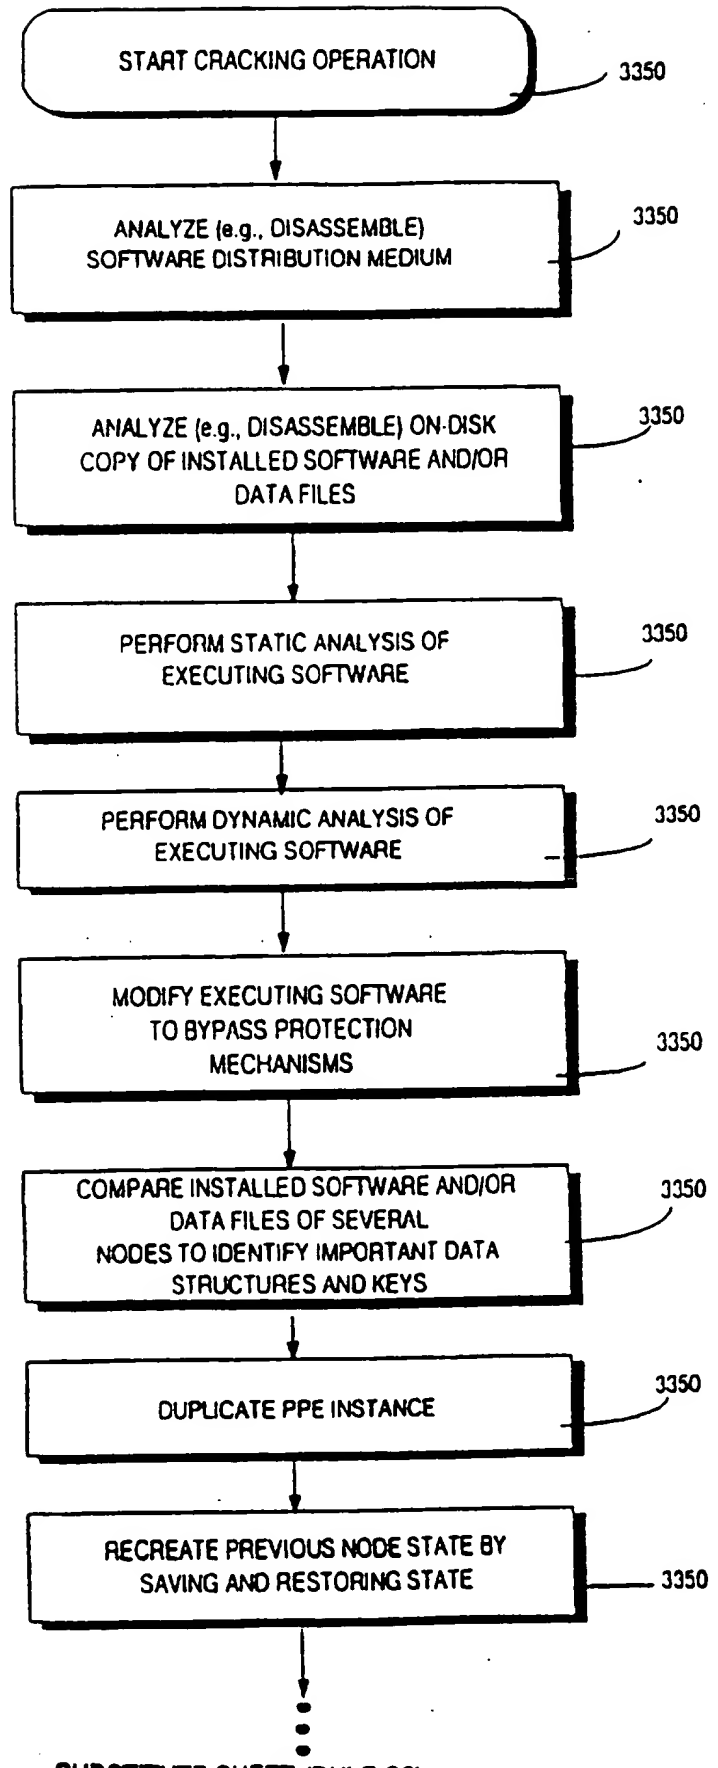 START CRACKING OPERATION
3350
3350
ANALYZE (e.g., DISASSEMBLE)
SOFTWARE DISTRIBUTION MEDIUM
3350
ANALYZE (e.g., DISASSEMBLE) ON-DISK
COPY OF INSTALLED SOFTWARE AND/OR
DATA FILES
3350
PERFORM STATIC ANALYSIS OF
EXECUTING SOFTWARE
3350
PERFORM DYNAMIC ANALYSIS OF
EXECUTING SOFTWARE
MODIFY EXECUTING SOFTWARE
TO BYPASS PROTECTION
MECHANISMS
3350
COMPARE INSTALLED SOFTWARE AND/OR
DATA FILES OF SEVERAL
NODES TO IDENTIFY IMPORTANT DATA
STRUCTURES AND KEYS
3350
DUPLICATE PPE INSTANCE
3350
RECREATE PREVIOUS NODE STATE BY
SAVING AND RESTORING STATE
3350